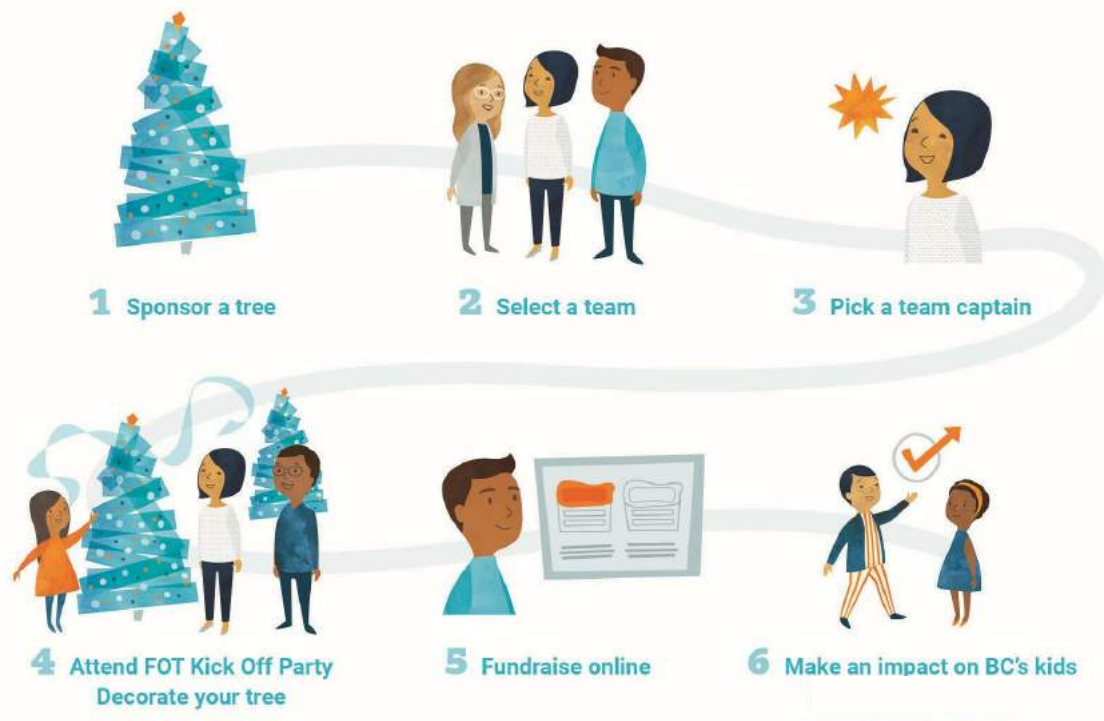 1 Sponsor a tree
2 Select a team
3 Pick a team captain
4 Attend FOT Kick Off Party
Decorate your tree
5 Fundraise online
6 Make an impact on BC's kids